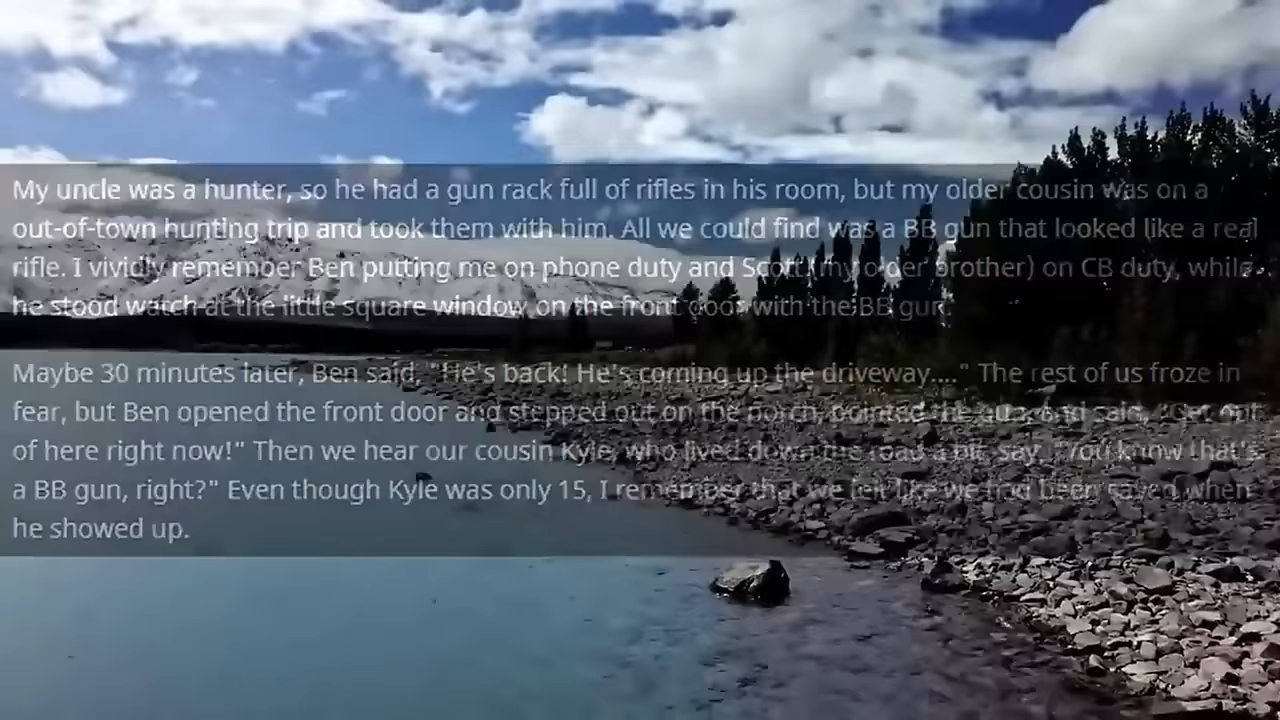 My uncle was a hunter, so he had a gun rack full of rifles in his room, but my older cousin was on a
out-of-town hunting trip and took them with him. All we could find was a BB gun that looked like a real
rifle. I vividly remember Ben putting me on phone duty and Scott (my older brother) on CB duty, while
he stood watch at the little square window on the front door with the BB gun.
Maybe 30 minutes later, Ben said, "He's back! He's coming up the driveway...." The rest of us froze in
fear, but Ben opened the front door and stepped out on the porch, pointed the gun, and said, "Get out
of here right now!" Then we hear our cousin Kyle, who lived down the road a bit, say, "You know that's
a BB gun, right?" Even though Kyle was only 15, I remember that we felt like we had been saved when
he showed up.